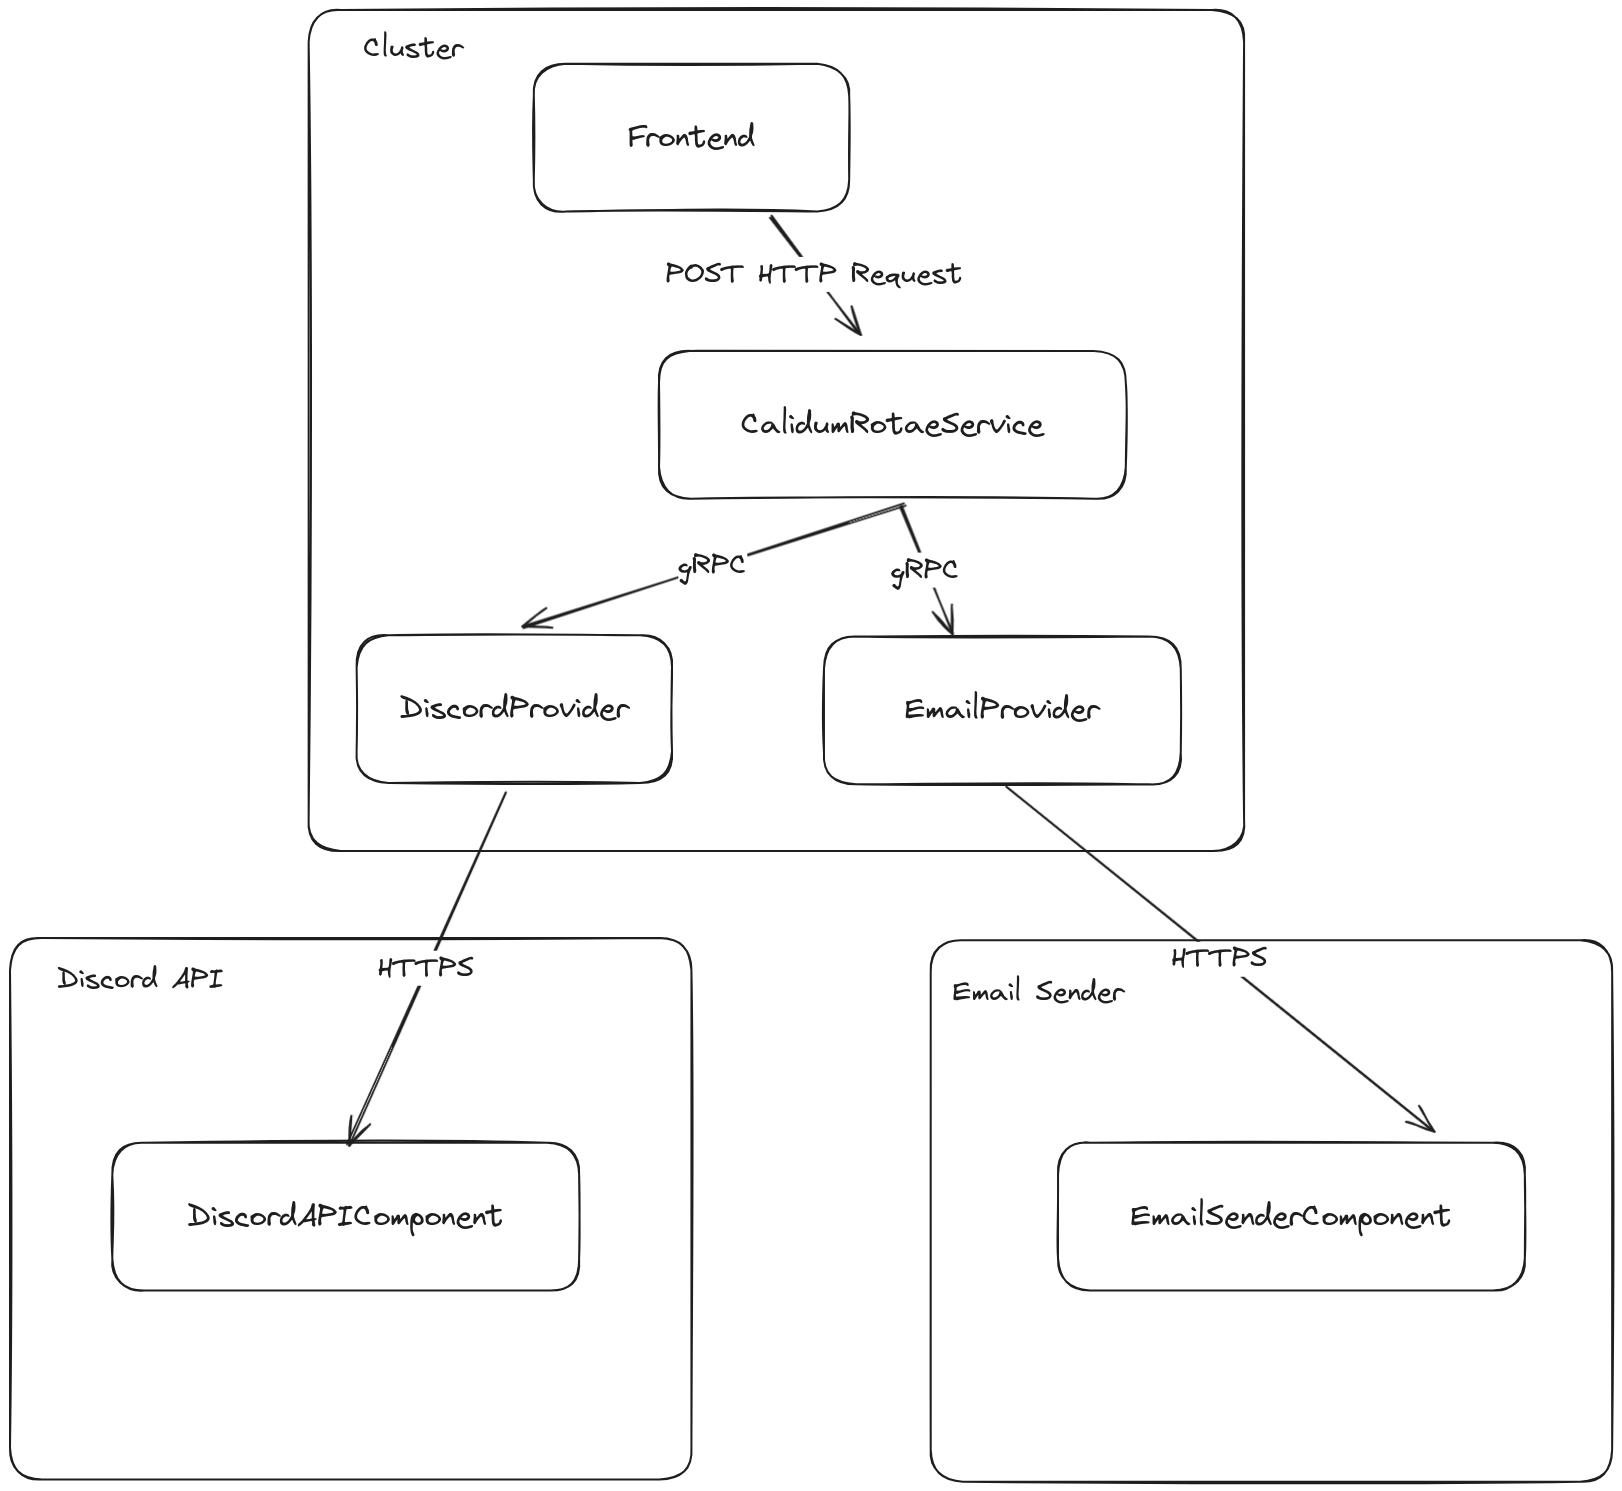 Cluster
Frontend
POST HTTP Request
CalidumRotaeService
gRPC
gRPC
DiscordProvider
EmailProvider
HTTPS
HTTPS
Discord API
Email Sender
DiscordAPIComponent
EmailSenderComponent